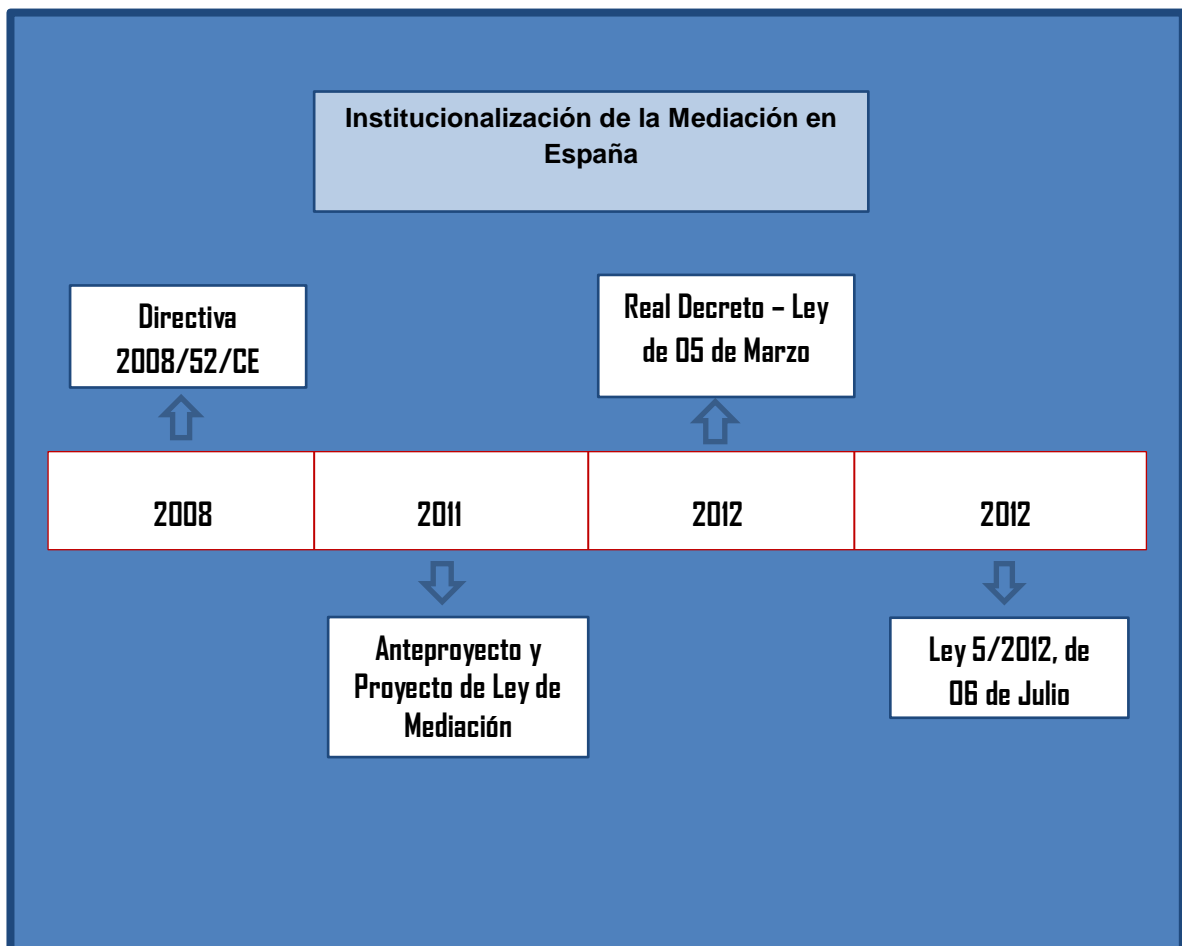 Institucionalización de la Mediación en
España
Directiva
2008/52/CE
Real Decreto – Ley
de 05 de Marzo
2008
2011
2012
2012
Anteproyecto y
Proyecto de Ley de
Mediación
Ley 5/2012, de
06 de Julio